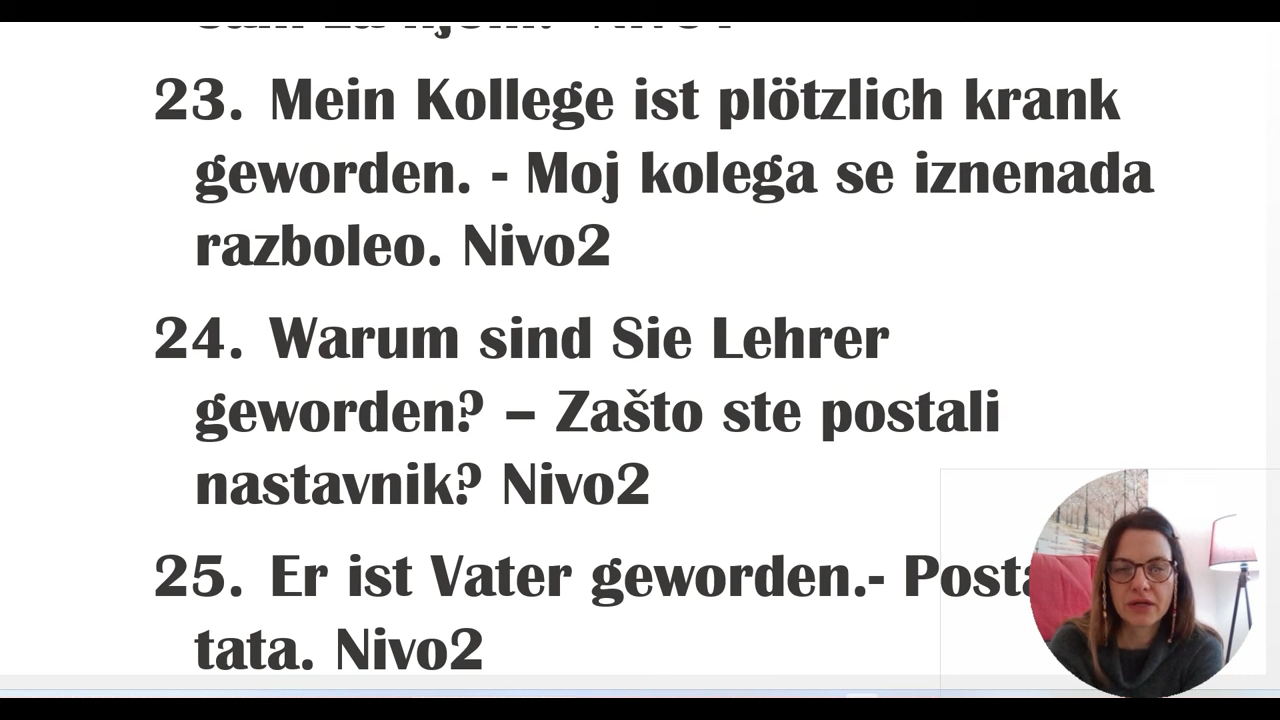 23. Mein Kollege ist plötzlich krank
geworden. - Moj kolega se iznenada
razboleo. Nivo2
24. Warum sind Sie Lehrer
geworden? – Zašto ste postali
nastavnik? Nivo2
25. Er ist Vater geworden.-
tata. Nivo2